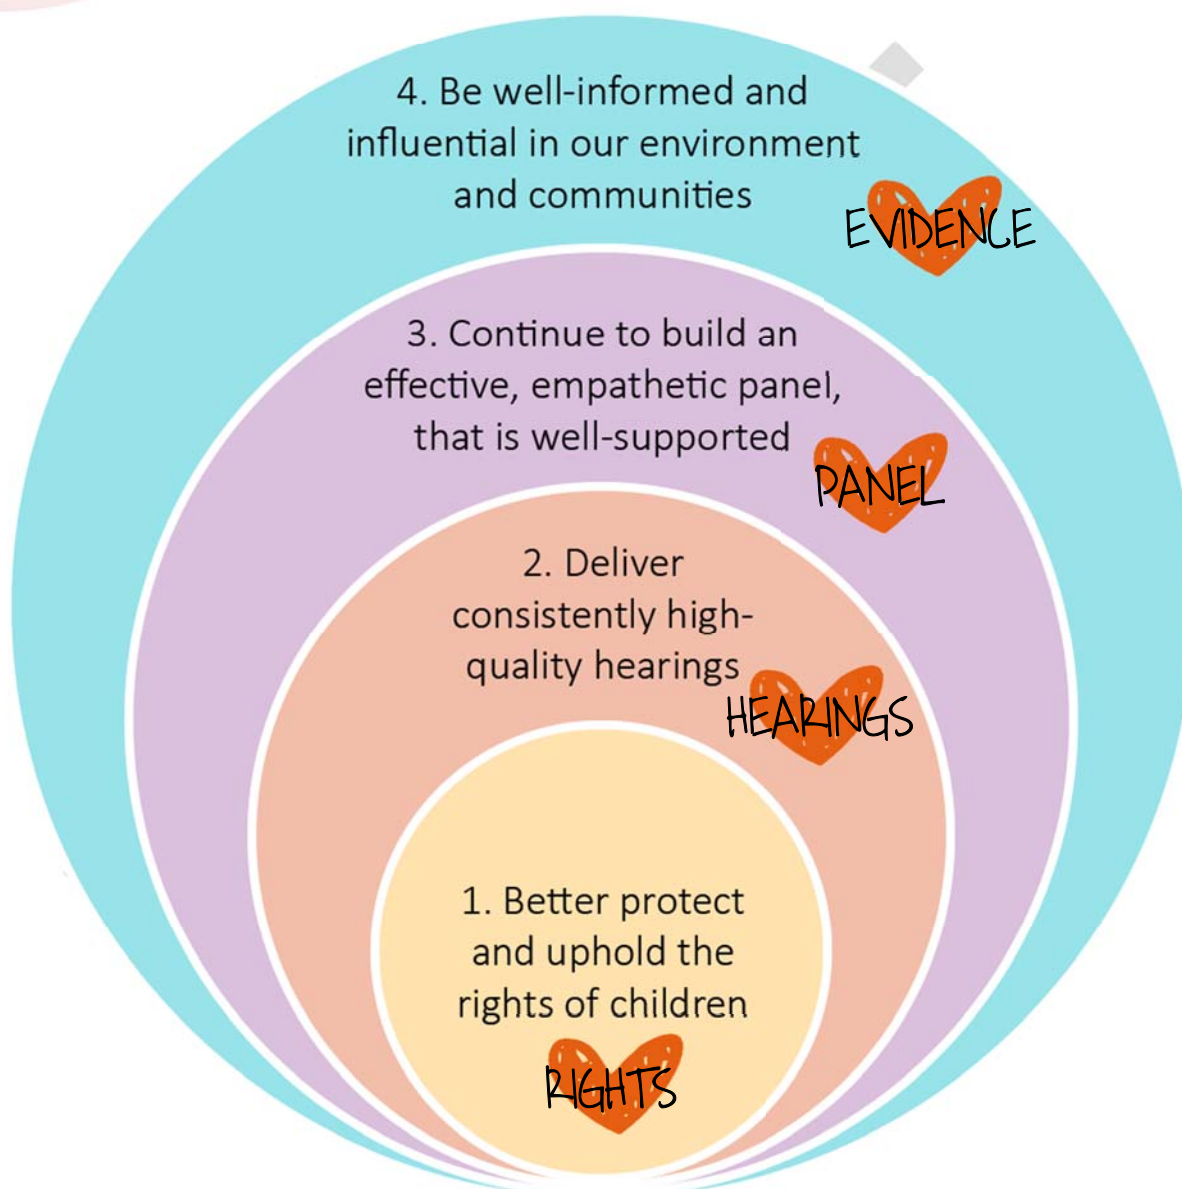 4. Be well-informed and
influential in our environment
and communities
EVIDENCE
3. Continue to build an
effective, empathetic panel,
that is well-supported
PANEL
2. Deliver
consistently high-
quality hearings
HEARINGS
1. Better protect
and uphold the
rights of children
RIGHTS